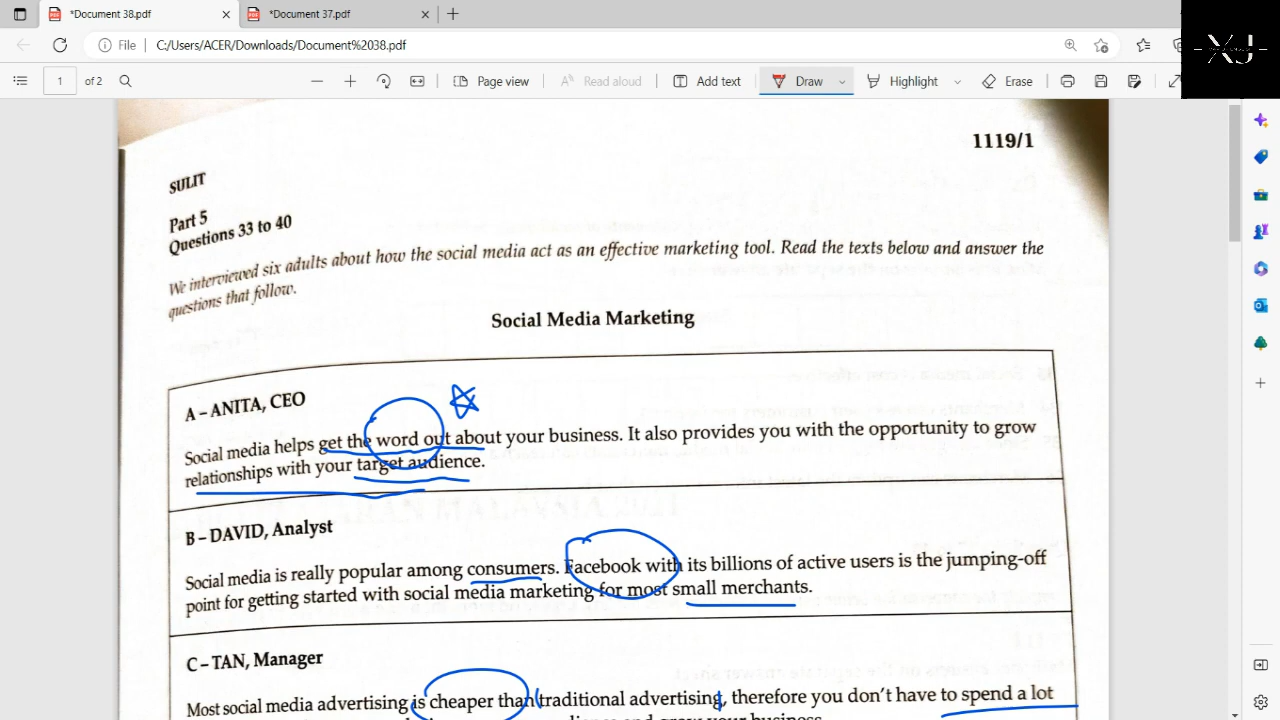 *Document 38.pdf
*Document 37.pdf
File
C:/Users/ACER/Downloads/Document%2038.pdf
XJ
1
of 2
Page view
Read aloud
Add text
Draw
Highlight
Erase
1119/1
SULIT
Part 5
Questions 33 to 40
We interviewed six adults about how the social media act as an effective marketing tool. Read the texts below and answer the
questions that follow.
Social Media Marketing
A – ANITA, CEO
Social media helps get the word out about your business. It also provides you with the opportunity to grow
relationships with your target audience.
B – DAVID, Analyst
Social media is really popular among consumers. Facebook with its billions of active users is the jumping-off
point for getting started with social media marketing for most small merchants.
C – TAN, Manager
Most social media advertising is cheaper than traditional advertising, therefore you don't have to spend a lot
and grow your business.